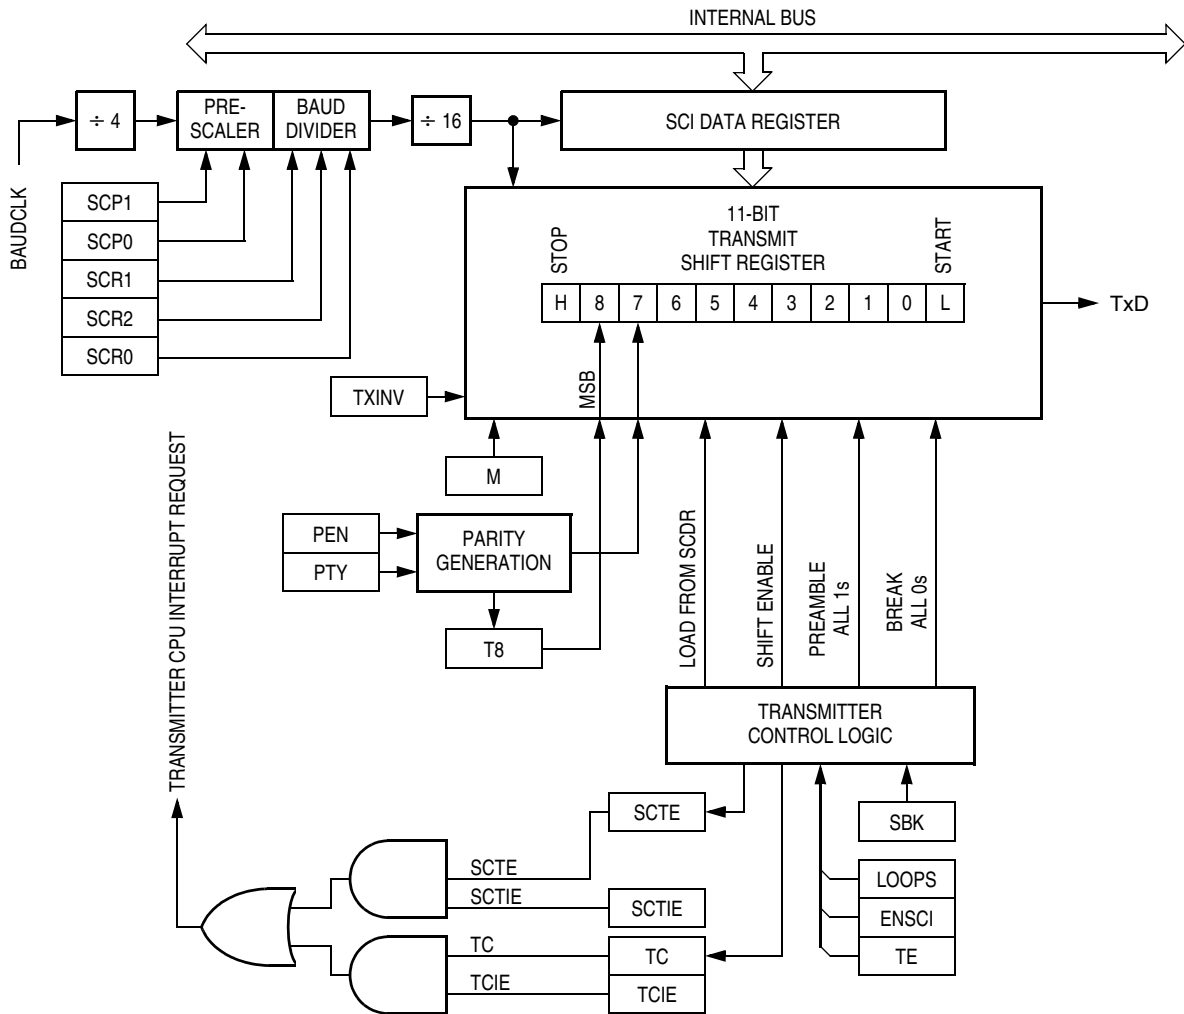 INTERNAL BUS
÷ 4
PRE-
SCALER
BAUD
DIVIDER
÷ 16
SCI DATA REGISTER
BAUDCLK
SCP1
SCP0
SCR1
SCR2
SCR0
11-BIT
TRANSMIT
SHIFT REGISTER
STOP
START
H 8 7 6 5 4 3 2 1 0 L
TxD
MSB
TXINV
M
PEN
PTY
PARITY
GENERATION
T8
LOAD FROM SCDR
SHIFT ENABLE
PREAMBLE
ALL 1s
BREAK
ALL 0s
TRANSMITTER
CONTROL LOGIC
TRANSMITTER CPU INTERRUPT REQUEST
SCTE
SBK
SCTE
SCTIE
SCTIE
LOOPS
ENSCI
TE
TC
TC
TCIE
TCIE